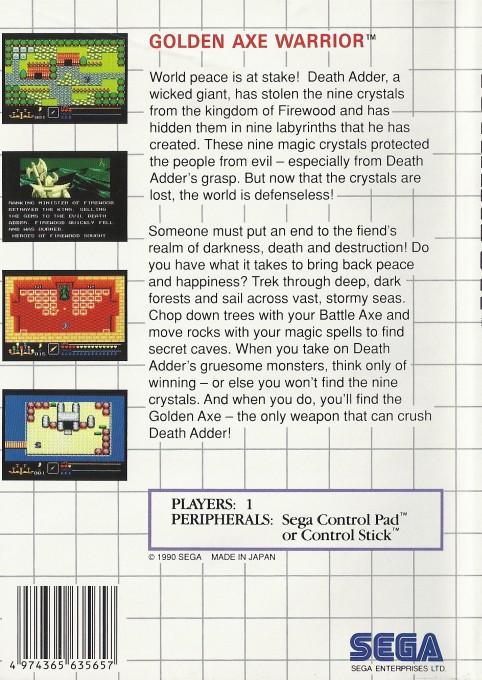 GOLDEN AXE WARRIOR™
World peace is at stake! Death Adder, a
wicked giant, has stolen the nine crystals
from the kingdom of Firewood and has
hidden them in nine labyrinths that he has
created. These nine magic crystals protected
the people from evil – especially from Death
Adder's grasp. But now that the crystals are
lost, the world is defenseless!
Someone must put an end to the fiend's
realm of darkness, death and destruction! Do
you have what it takes to bring back peace
and happiness? Trek through deep, dark
forests and sail across vast, stormy seas.
Chop down trees with your Battle Axe and
move rocks with your magic spells to find
secret caves. When you take on Death
Adder's gruesome monsters, think only of
winning – or else you won't find the nine
crystals. And when you do, you'll find the
Golden Axe – the only weapon that can crush
Death Adder!
RANKING MINISTER OF FIREWOOD
BETRAYED THE KING, SELLING
THE GEMS TO THE EVIL DEATH
ADDER. FIREWOOD QUICKLY FELL
AND WAS BURNED.
HEROES OF FIREWOOD SOUGHT
PLAYERS: 1
PERIPHERALS: Sega Control Pad™
or Control Stick™
© 1990 SEGA MADE IN JAPAN
4 974365 635657
SEGA
SEGA ENTERPRISES LTD.